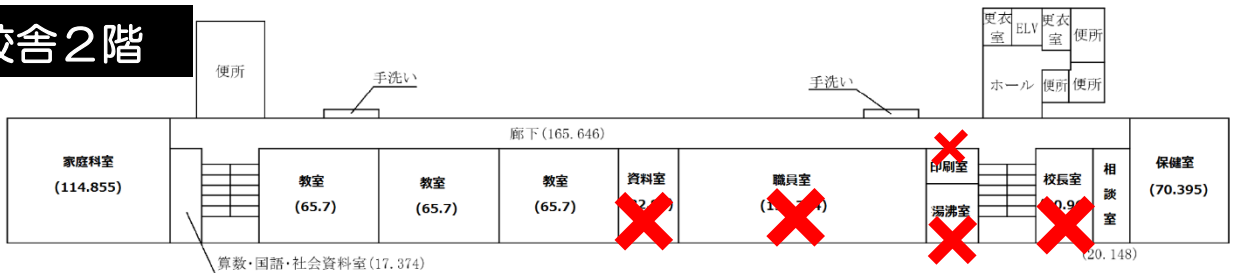 校舎２階
便所
手洗い
手洗い
更衣室
ELV
更衣室
便所
ホール
便所
便所
廊下(165.646)
家庭科室
(114.855)
教室
(65.7)
教室
(65.7)
教室
(65.7)
資料室
職員室
印刷室
湯沸室
校長室
相談室
保健室
(70.395)
算数・国語・社会資料室(17.374)
(20.148)